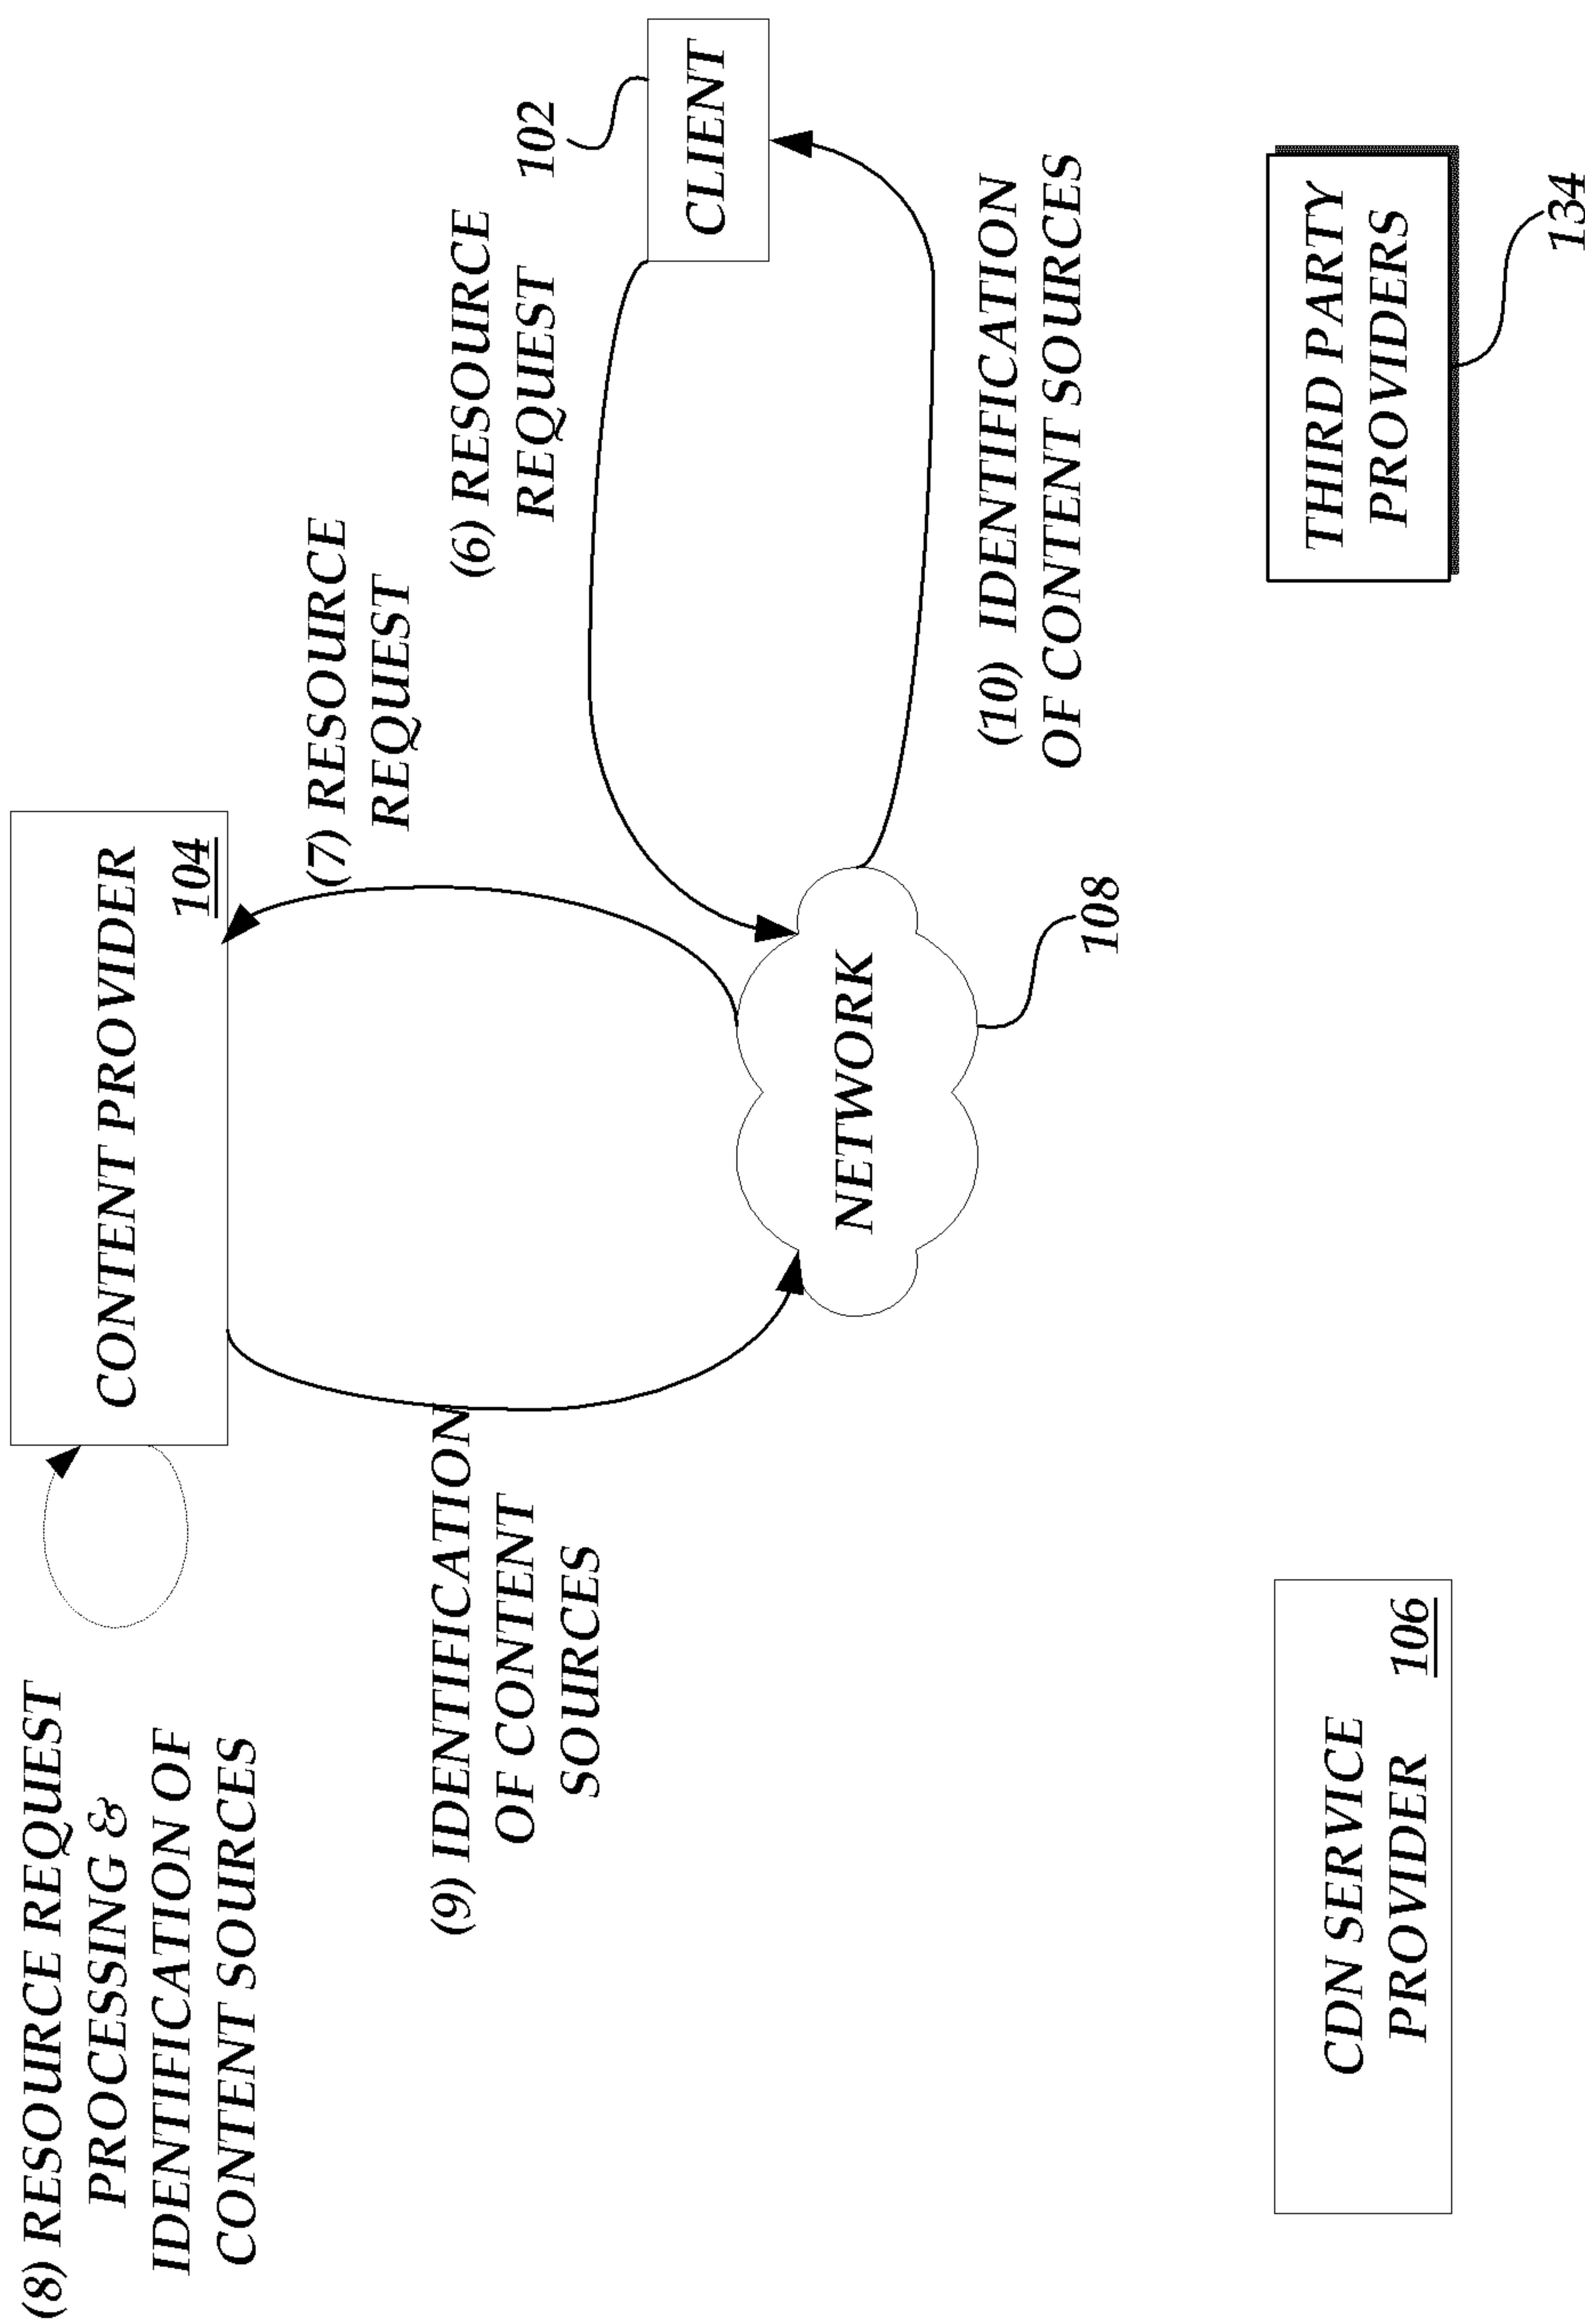 (8) RESOURCE REQUEST
PROCESSING &
IDENTIFICATION OF
CONTENT SOURCES
CONTENT PROVIDER
104
(7) RESOURCE
REQUEST
(6) RESOURCE
REQUEST
102
CLIENT
(9) IDENTIFICATION
OF CONTENT
SOURCES
NETWORK
108
(10) IDENTIFICATION
OF CONTENT SOURCES
CDN SERVICE
PROVIDER
106
THIRD PARTY
PROVIDERS
134